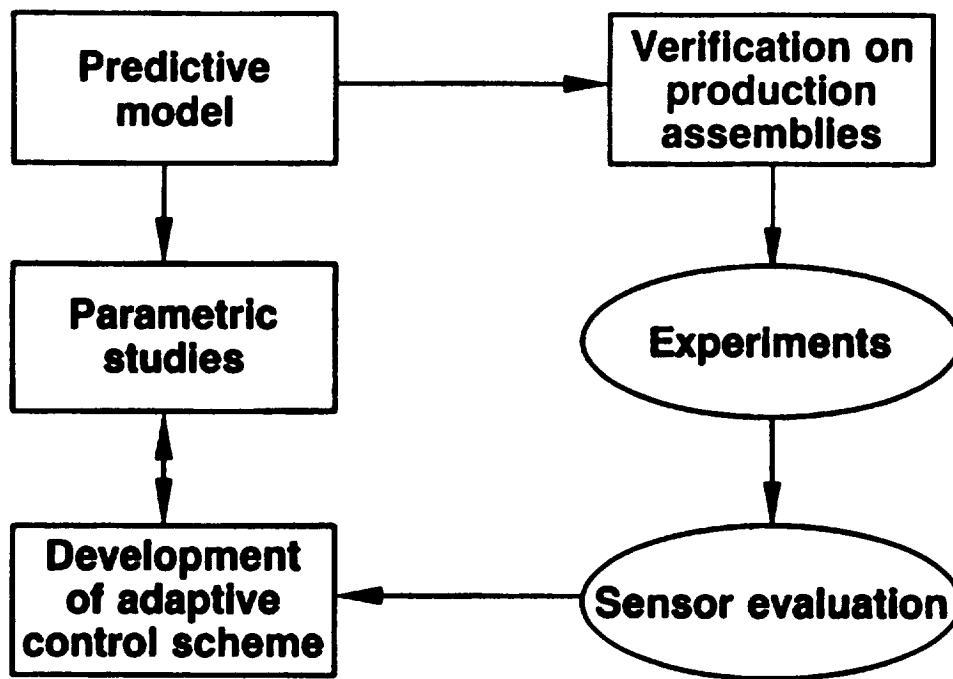 Predictive
model
Verification on
production
assemblies
Parametric
studies
Experiments
Development
of adaptive
control scheme
Sensor evaluation